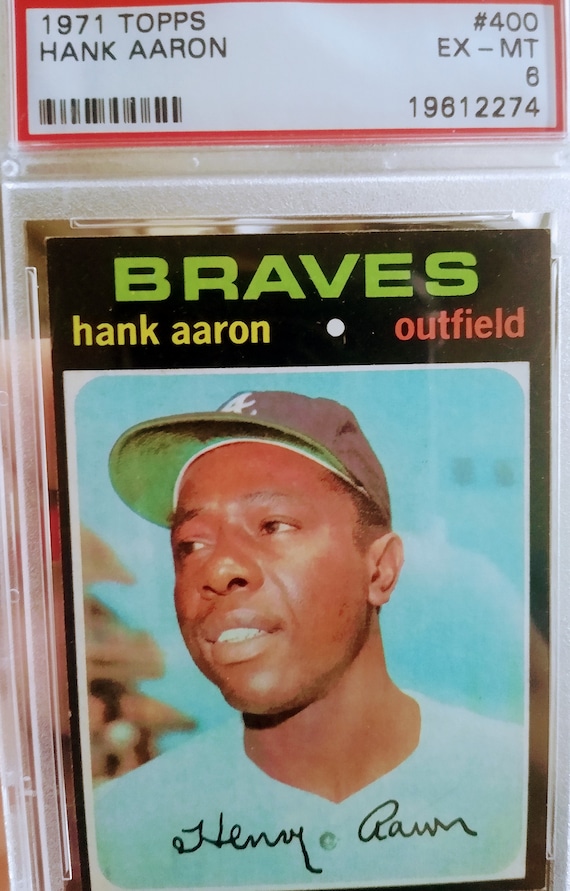 1971 TOPPS #400
HANK AARON EX - MT
6
19612274
BRAVES
hank aaron outfield
A
Henry Aaron